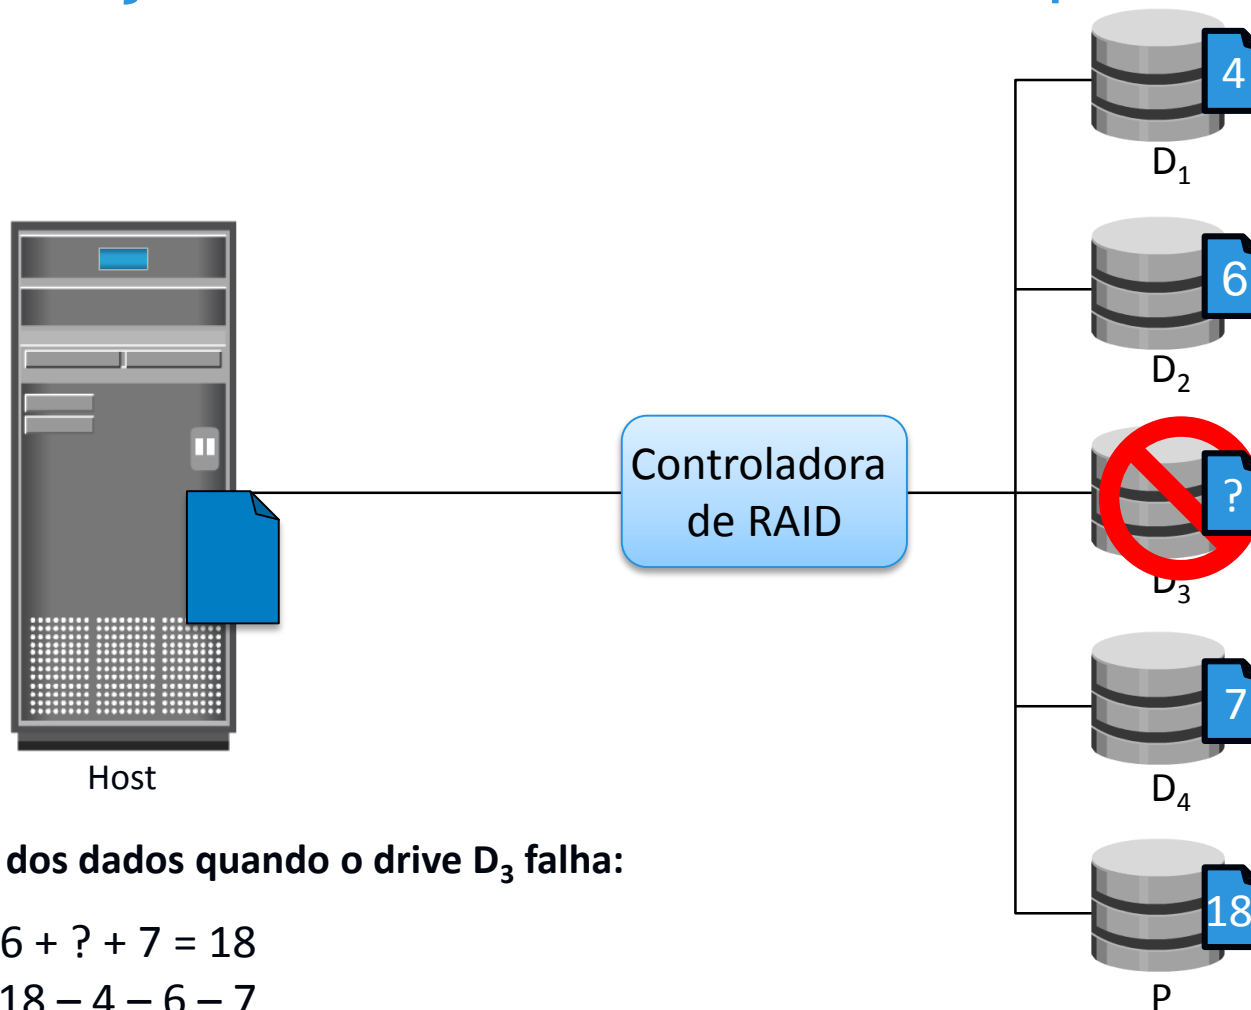 4
D1
6
D2
Controladora
de RAID
?
D3
7
D4
Host
dos dados quando o drive D3 falha:
18
6 + ? + 7 = 18
18 – 4 – 6 – 7
P